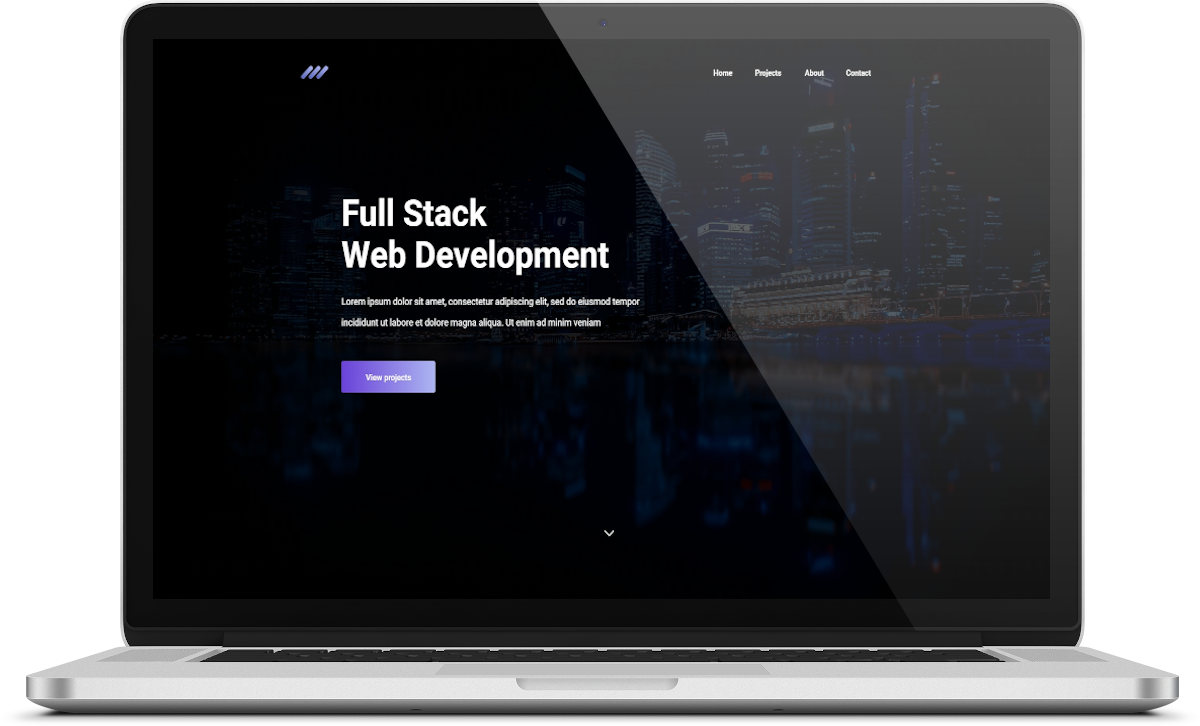 Home Projects About Contact
Full Stack
Web Development
Lorem ipsum dolor sit amet, consectetur adipiscing elit, sed do eiusmod tempor
incididunt ut labore et dolore magna aliqua. Ut enim ad minim veniam
View projects